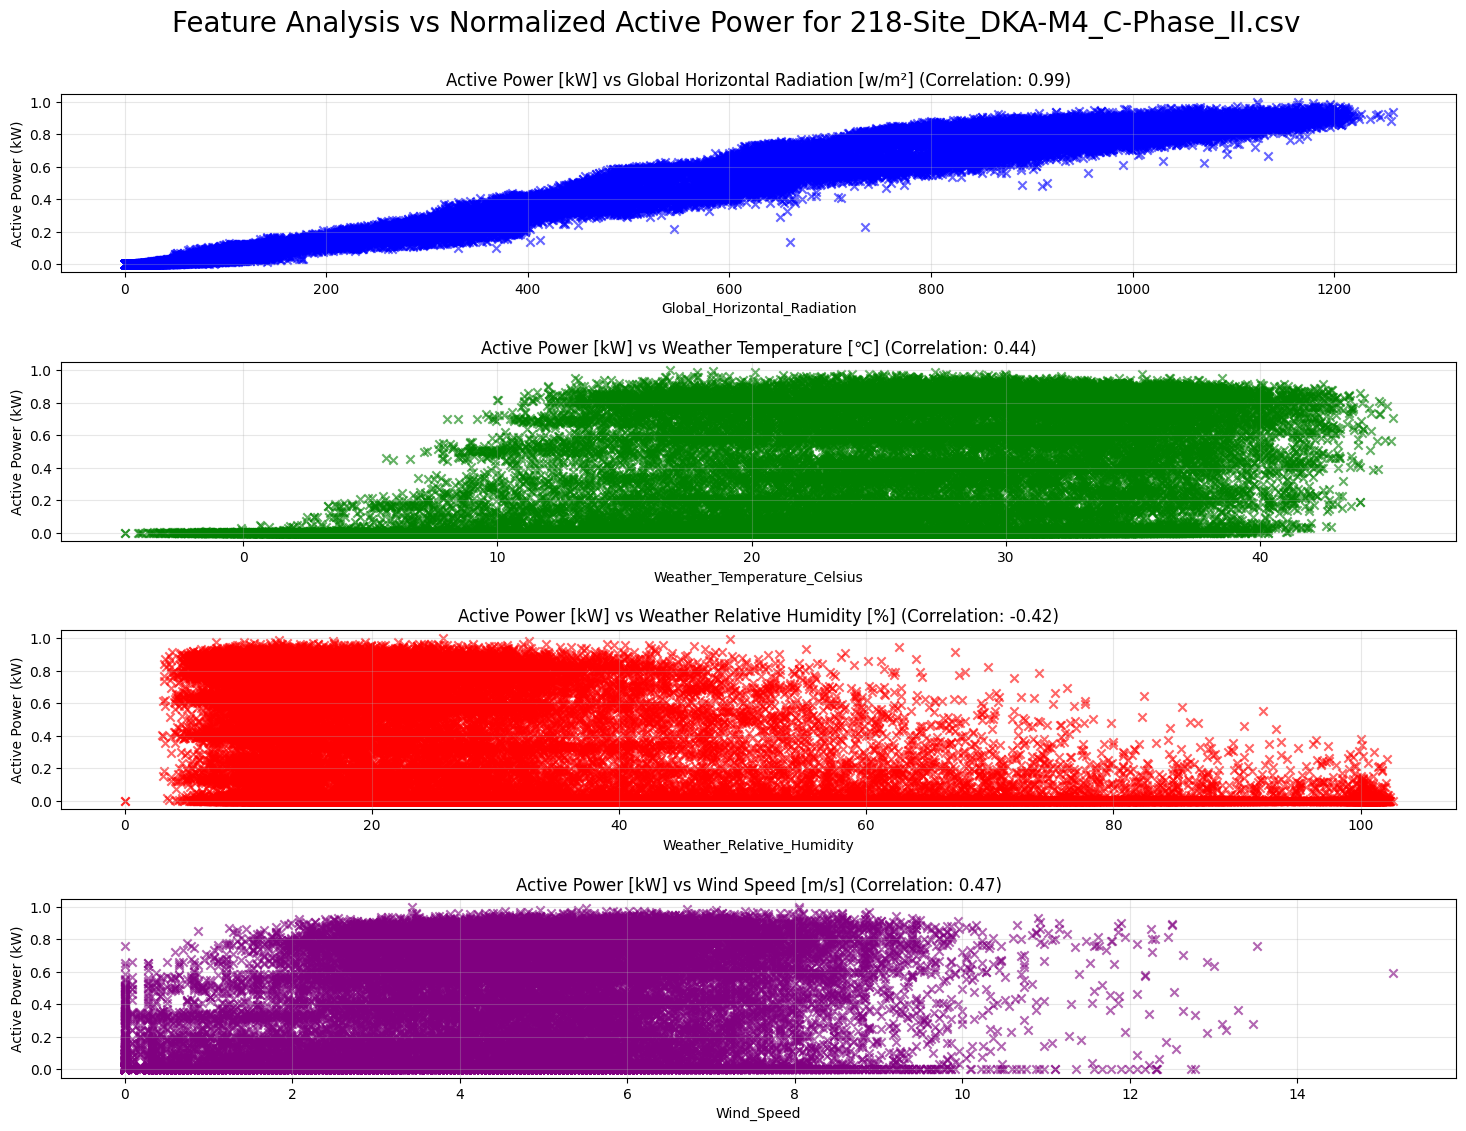 Feature Analysis vs Normalized Active Power for 218-Site_DKA-M4_C-Phase_II.csv
Active Power [kW] vs Global Horizontal Radiation [w/m²] (Correlation: 0.99)
Active Power (kW)
1.0
0.8
0.6
0.4
0.2
0.0
0 200 400 600 800 1000 1200
Global_Horizontal_Radiation
Active Power [kW] vs Weather Temperature [℃] (Correlation: 0.44)
Active Power (kW)
1.0
0.8
0.6
0.4
0.2
0.0
0 10 20 30 40
Weather_Temperature_Celsius
Active Power [kW] vs Weather Relative Humidity [%] (Correlation: -0.42)
Active Power (kW)
1.0
0.8
0.6
0.4
0.2
0.0
0 20 40 60 80 100
Weather_Relative_Humidity
Active Power [kW] vs Wind Speed [m/s] (Correlation: 0.47)
Active Power (kW)
1.0
0.8
0.6
0.4
0.2
0.0
0 2 4 6 8 10 12 14
Wind_Speed